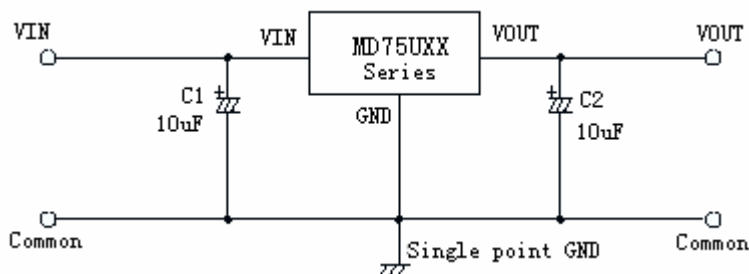 VIN
VIN
MD75UXX
Series
VOUT
VOUT
C1
10uF
GND
C2
10uF
Common
Single point GND
Common